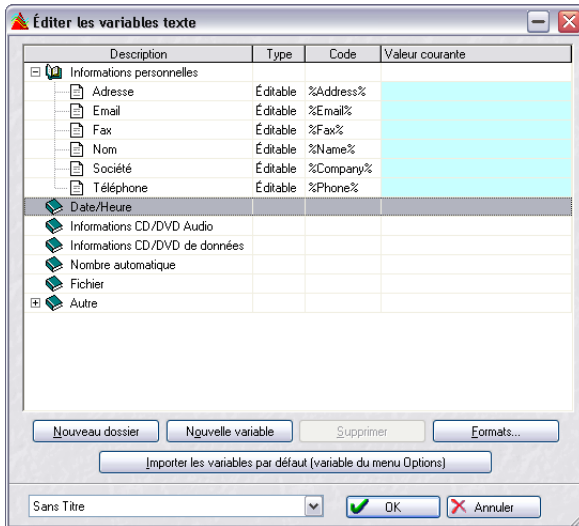 Éditer les variables texte
Description Type Code Valeur courante
Informations personnelles
Adresse Éditable %Address%
Email Éditable %Email%
Fax Éditable %Fax%
Nom Éditable %Name%
Société Éditable %Company%
Téléphone Éditable %Phone%
Date/Heure
Informations CD/DVD Audio
Informations CD/DVD de données
Nombre automatique
Fichier
Autre
Nouveau dossier Nouvelle variable Supprimer Formats...
Importer les variables par défaut (variable du menu Options)
Sans Titre OK Annuler